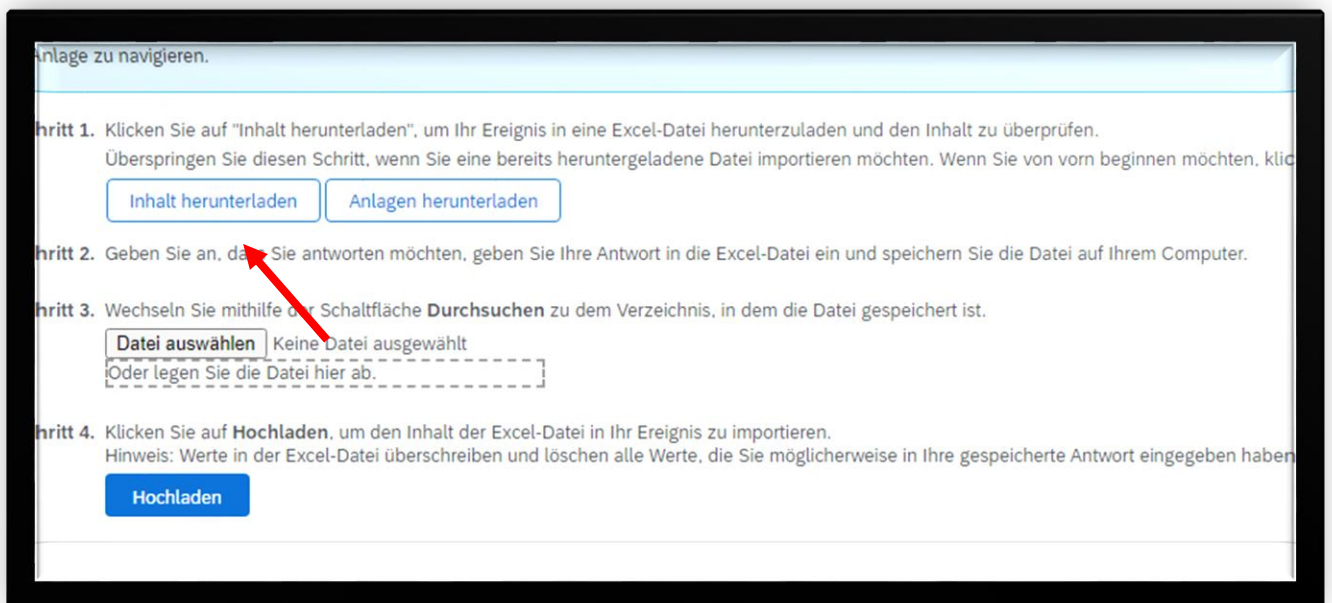 Anlage zu navigieren.
hritt 1. Klicken Sie auf "Inhalt herunterladen", um Ihr Ereignis in eine Excel-Datei herunterzuladen und den Inhalt zu überprüfen.
Überspringen Sie diesen Schritt, wenn Sie eine bereits heruntergeladene Datei importieren möchten. Wenn Sie von vorn beginnen möchten, klic
Inhalt herunterladen Anlagen herunterladen
hritt 2. Geben Sie an, dass Sie antworten möchten, geben Sie Ihre Antwort in die Excel-Datei ein und speichern Sie die Datei auf Ihrem Computer.
hritt 3. Wechseln Sie mithilfe der Schaltfläche Durchsuchen zu dem Verzeichnis, in dem die Datei gespeichert ist.
Datei auswählen Keine Datei ausgewählt
Oder legen Sie die Datei hier ab.
hritt 4. Klicken Sie auf Hochladen, um den Inhalt der Excel-Datei in Ihr Ereignis zu importieren.
Hinweis: Werte in der Excel-Datei überschreiben und löschen alle Werte, die Sie möglicherweise in Ihre gespeicherte Antwort eingegeben haben
Hochladen